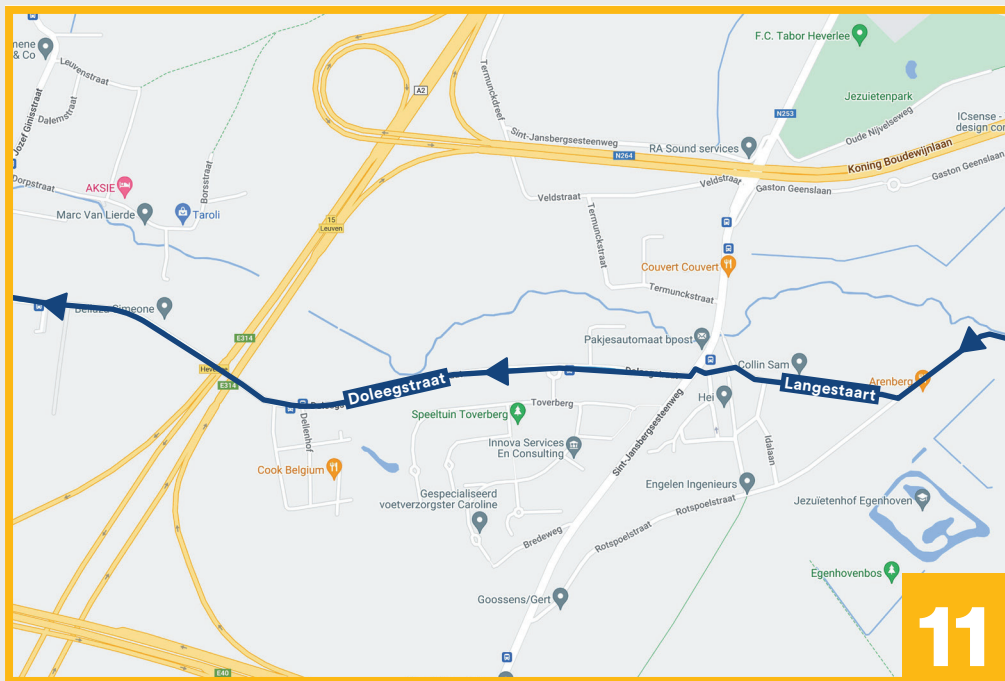 nene
& Co
Leuvenstraat
Dalemstraat
Jozef Ginisstraat
Dorpstraat
AKSIE
Marc Van Lierde
Taroli
Borsstraat
A2
15
Leuven
Termunckdreef
Sint-Jansbergsesteenweg
N264
RA Sound services
N253
F.C. Tabor Heverlee
Jezuietenpark
Oude Nijvelseweg
ICsense -
design con
Koning Boudewijnlaan
Gaston Geenslaan
Gaston Geenslaan
Veldstraat
Veldstraat
Termunckstraat
Couvert Couvert
Termunckstraat
Simeone
E314
E314
Pakjesautomaat bpost
Collin Sam
Arenberg
Langestaart
Doleegstraat
Hei
Toverberg
Speeltuin Toverberg
Dellenhof
Innova Services
En Consulting
Sint-Jansbergsesteenweg
Idalaan
Cook Belgium
Gespecialiseerd
voetverzorgster Caroline
Engelen Ingenieurs
Rotspoelstraat
Rotspoelstraat
Jezuïetenhof Egenhoven
Bredeweg
Egenhovenbos
Goossens/Gert
E40
11